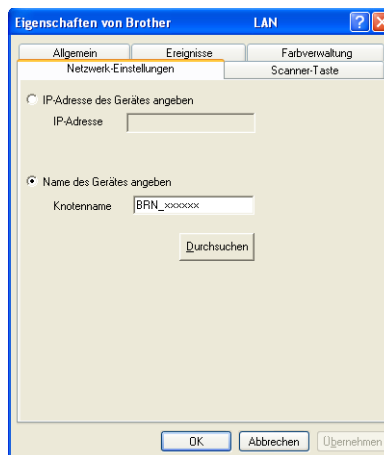 Eigenschaften von Brother LAN
Allgemein Ereignisse Farbverwaltung
Netzwerk-Einstellungen Scanner-Taste
IP-Adresse des Gerätes angeben
IP-Adresse
Name des Gerätes angeben
Knotenname BRN_xxxxxx
Durchsuchen
OK Abbrechen Übernehmen